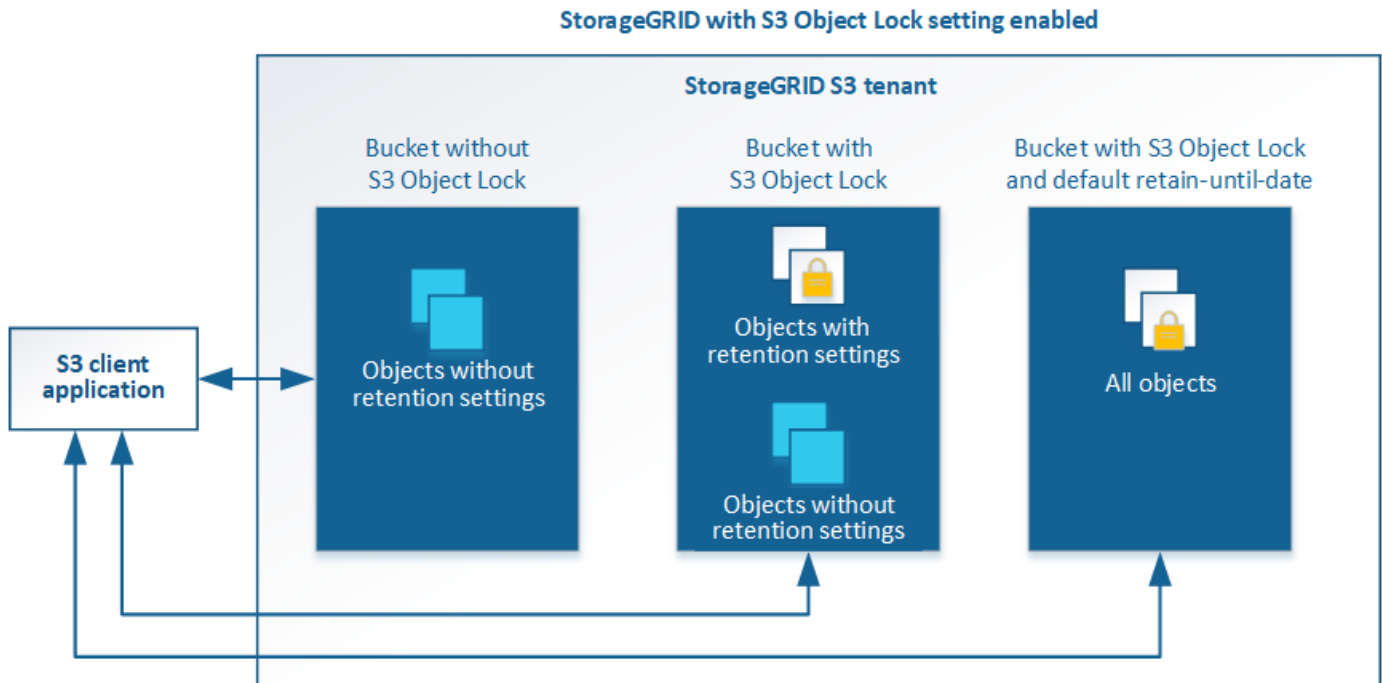 StorageGRID with S3 Object Lock setting enabled
StorageGRID S3 tenant
Bucket without
S3 Object Lock
Bucket with
S3 Object Lock
Bucket with S3 Object Lock
and default retain-until-date
S3 client
application
Objects without
retention settings
Objects with
retention settings
Objects without
retention settings
All objects